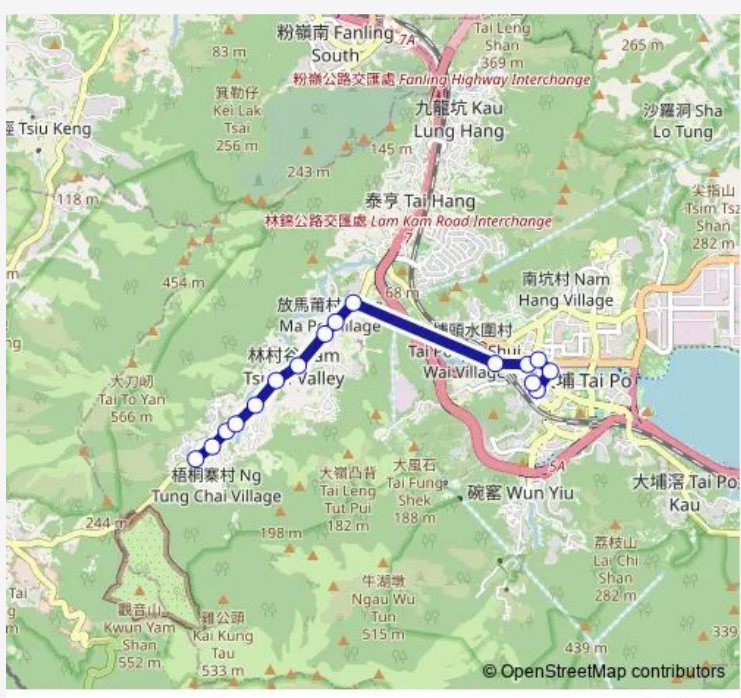 粉嶺南 Fanling
South
7A
Tai Leng
Shan
369 m
83 m
265 m
粉嶺公路交匯處 Fanling Highway Interchange
箕勒仔
Kei Lak
Tsai
256 m
九龍坑 Kau
Lung Hang
沙羅洞 Sha
Lo Tung
Tsiu Keng
145 m
243 m
118 m
泰亨 Tai Hang
尖指山
Tsim Tsz
Shan
282 m
林錦公路交匯處 Lam Kam Road Interchange
7
454 m
68 m
南坑村 Nam
Hang Village
放馬莆村
Village
埔頭水圍村
Wai Village
林村谷
Valley
埔 Tai Po
大刀屻
Tai To Yan
566 m
梧桐寨村 Ng
Tung Chai Village
大嶺凸背
Tai Leng
Tut Pui
182 m
大風石
Tai Fung
Shek
188 m
5A
碗窰 Wun Yiu
大埔滘 Tai Po
Kau
244 m
198 m
荔枝山
Lai Chi
Shan
282 m
牛湖墩
Ngau Wu
Tun
515 m
Tai
觀音山
Kwun Yam
Shan
552 m
雞公頭
Kai Kung
Tau
533 m
339
439 m
© OpenStreetMap contributors